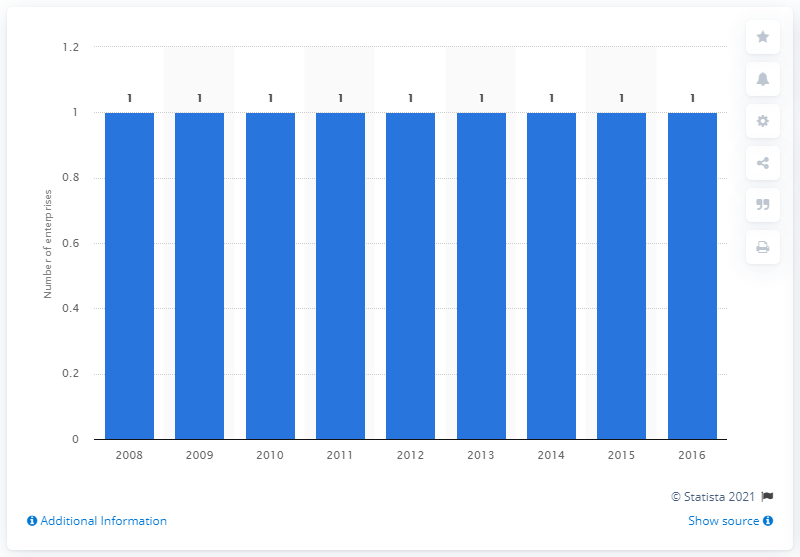 1.2
1
0.8
0.6
0.4
0.2
0
Number of enterprises
1 1 1 1 1 1 1 1 1
2008 2009 2010 2011 2012 2013 2014 2015 2016
© Statista 2021
Additional Information
Show source